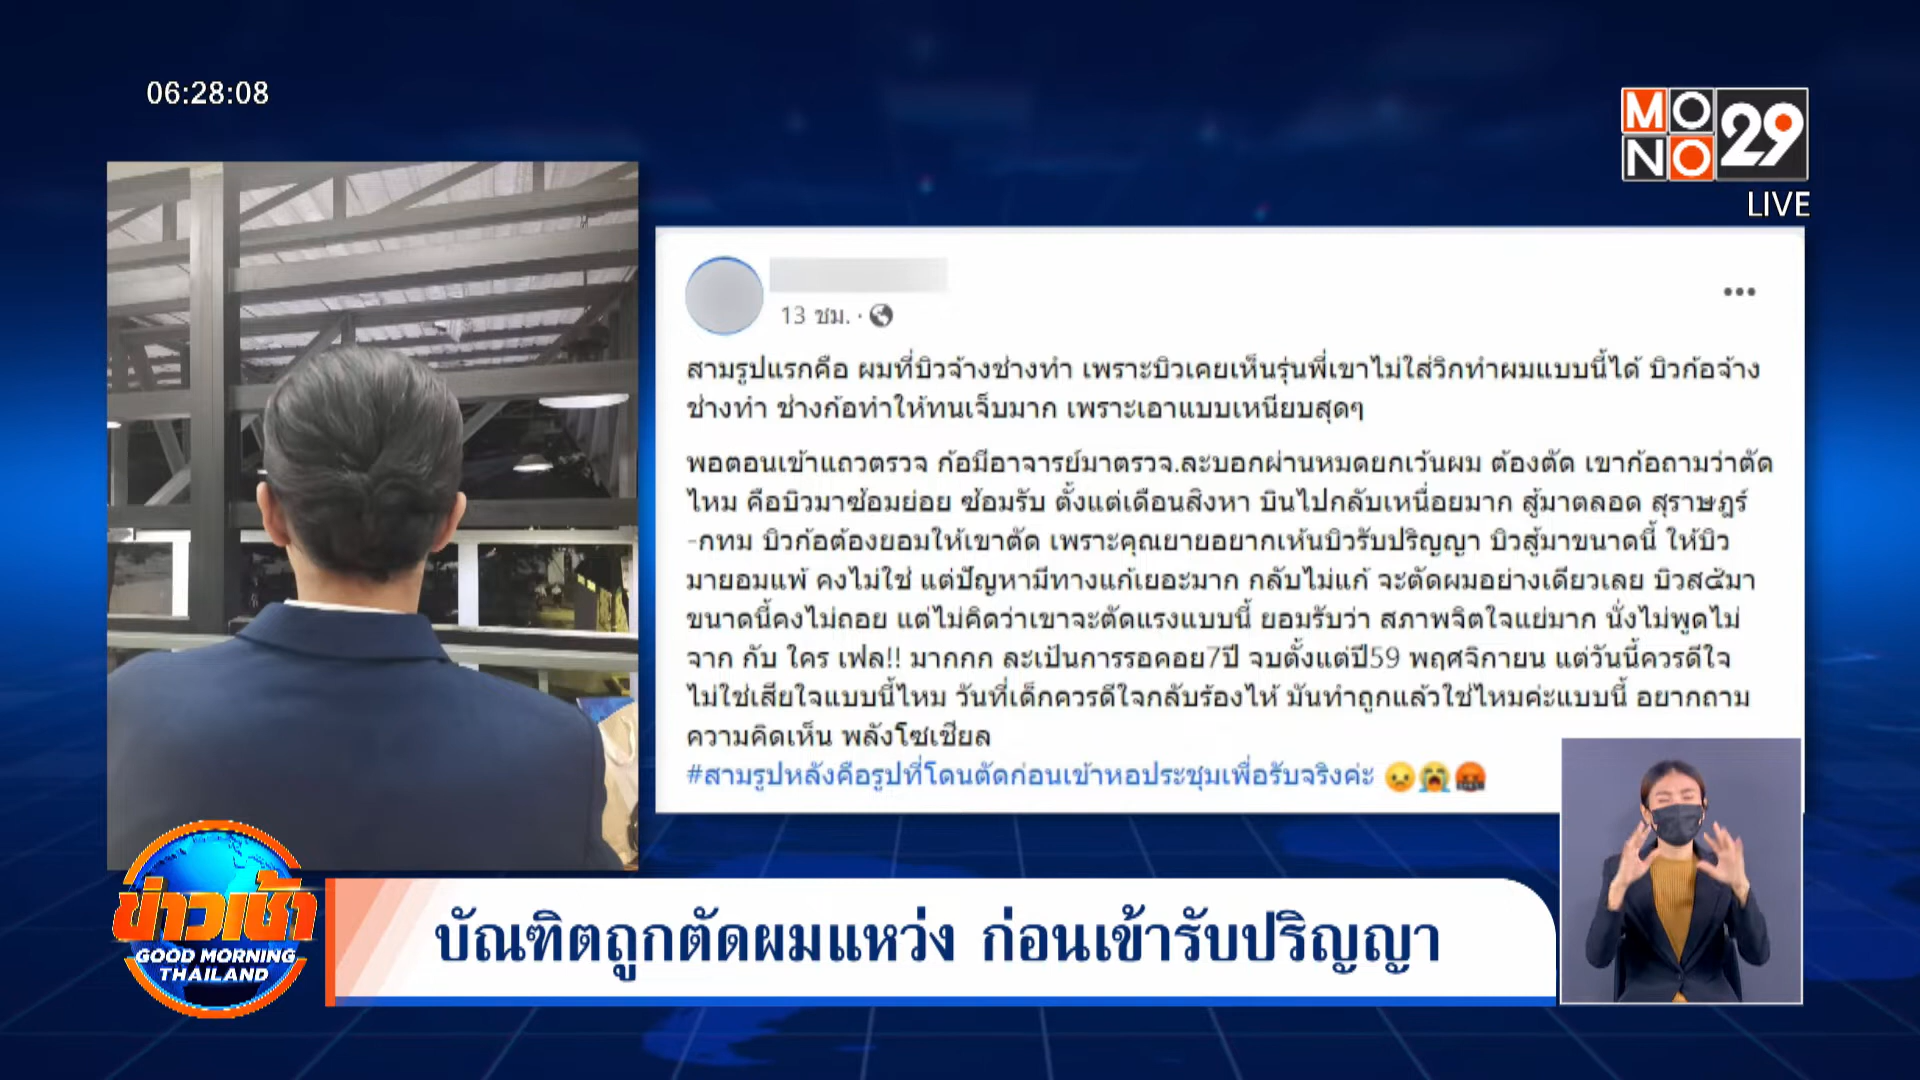 06:28:08
MONO 29
LIVE
13 ชม. ·
สามรูปแรกคือ ผมที่บิวจ้างช่างทำ เพราะบิวเคยเห็นรุ่นพี่เขาไม่ใส่วิกทำผมแบบนี้ได้ บิวก้อจ้าง
ช่างทำ ช่างก้อทำให้ทนเจ็บมาก เพราะเอาแบบเหนียบสุดๆ
พอตอนเข้าแถวตรวจ ก้อมีอาจารย์มาตรวจ.ละบอกผ่านหมดยกเว้นผม ต้องตัด เขาก้อถามว่าตัด
ไหม คือบิวมาซ้อมย่อย ซ้อมรับ ตั้งแต่เดือนสิงหา บินไปกลับเหนื่อยมาก สู้มาตลอด สุราษฎร์
-กทม บิวก้อต้องยอมให้เขาตัด เพราะคุณยายอยากเห้นบิวรับปริญญา บิวสู้มาขนาดนี้ ให้บิว
มายอมแพ้ คงไม่ใช่ แต่ปัญหามีทางแก้เยอะมาก กลับไม่แก้ จะตัดผมอย่างเดียวเลย บิวส๕มา
ขนาดนี้คงไม่ถอย แต่ไม่คิดว่าเขาจะตัดแรงแบบนี้ ยอมรับว่า สภาพจิตใจแย่มาก นั่งไม่พูดไม่
จาก กับ ใคร เฟล!! มากกก ละเป็นการรอคอย7ปี จบตั้งแต่ปี59 พฤศจิกายน แต่วันนี้ควรดีใจ
ไม่ใช่เสียใจแบบนี้ไหม วันที่เด็กควรดีใจกลับร้องไห้ มันทำถูกแล้วใช่ไหมค่ะแบบนี้ อยากถาม
ความคิดเห็น พลังโซเชียล
#สามรูปหลังคือรูปที่โดนตัดก่อนเข้าหอประชุมเพื่อรับจริงค่ะ 😣😭🤬
ข่าวเช้า
GOOD MORNING
THAILAND
บัณฑิตถูกตัดผมแหว่ง ก่อนเข้ารับปริญญา